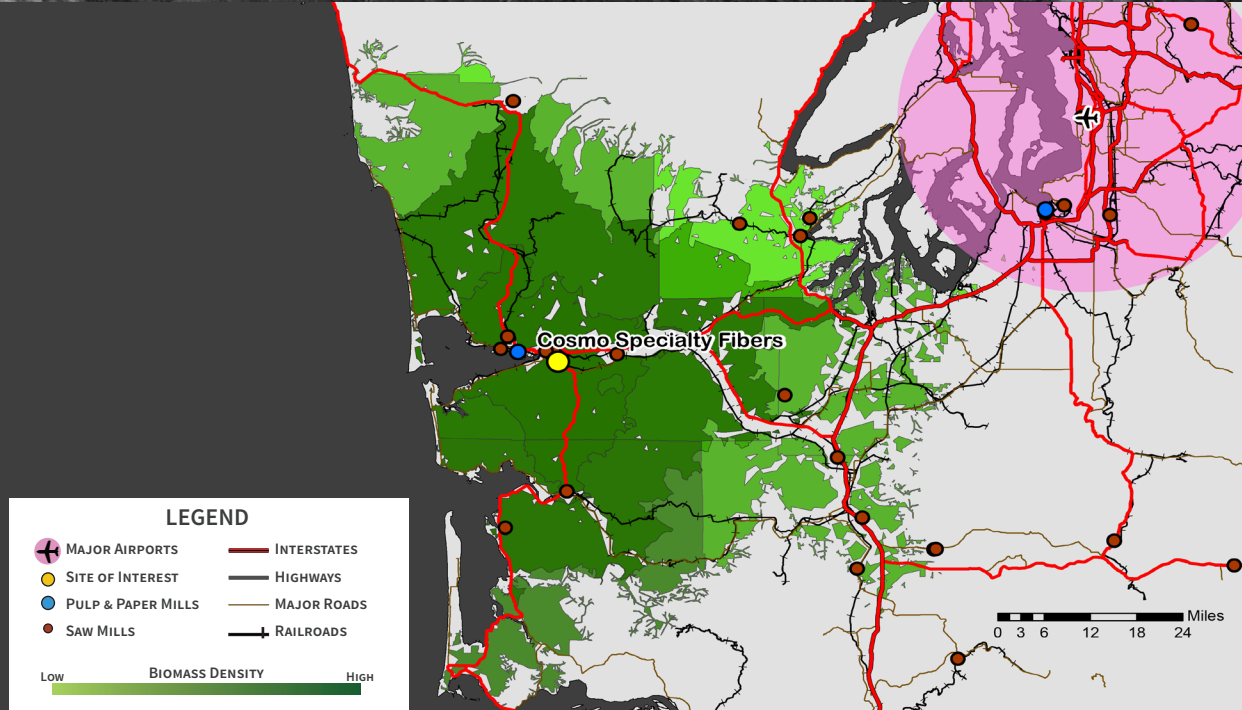 Cosmo Specialty Fibers
LEGEND
MAJOR AIRPORTS
INTERSTATES
SITE OF INTEREST
HIGHWAYS
PULP & PAPER MILLS
MAJOR ROADS
SAW MILLS
RAILROADS
LOW
BIOMASS DENSITY
HIGH
Miles
0 3 6 12 18 24